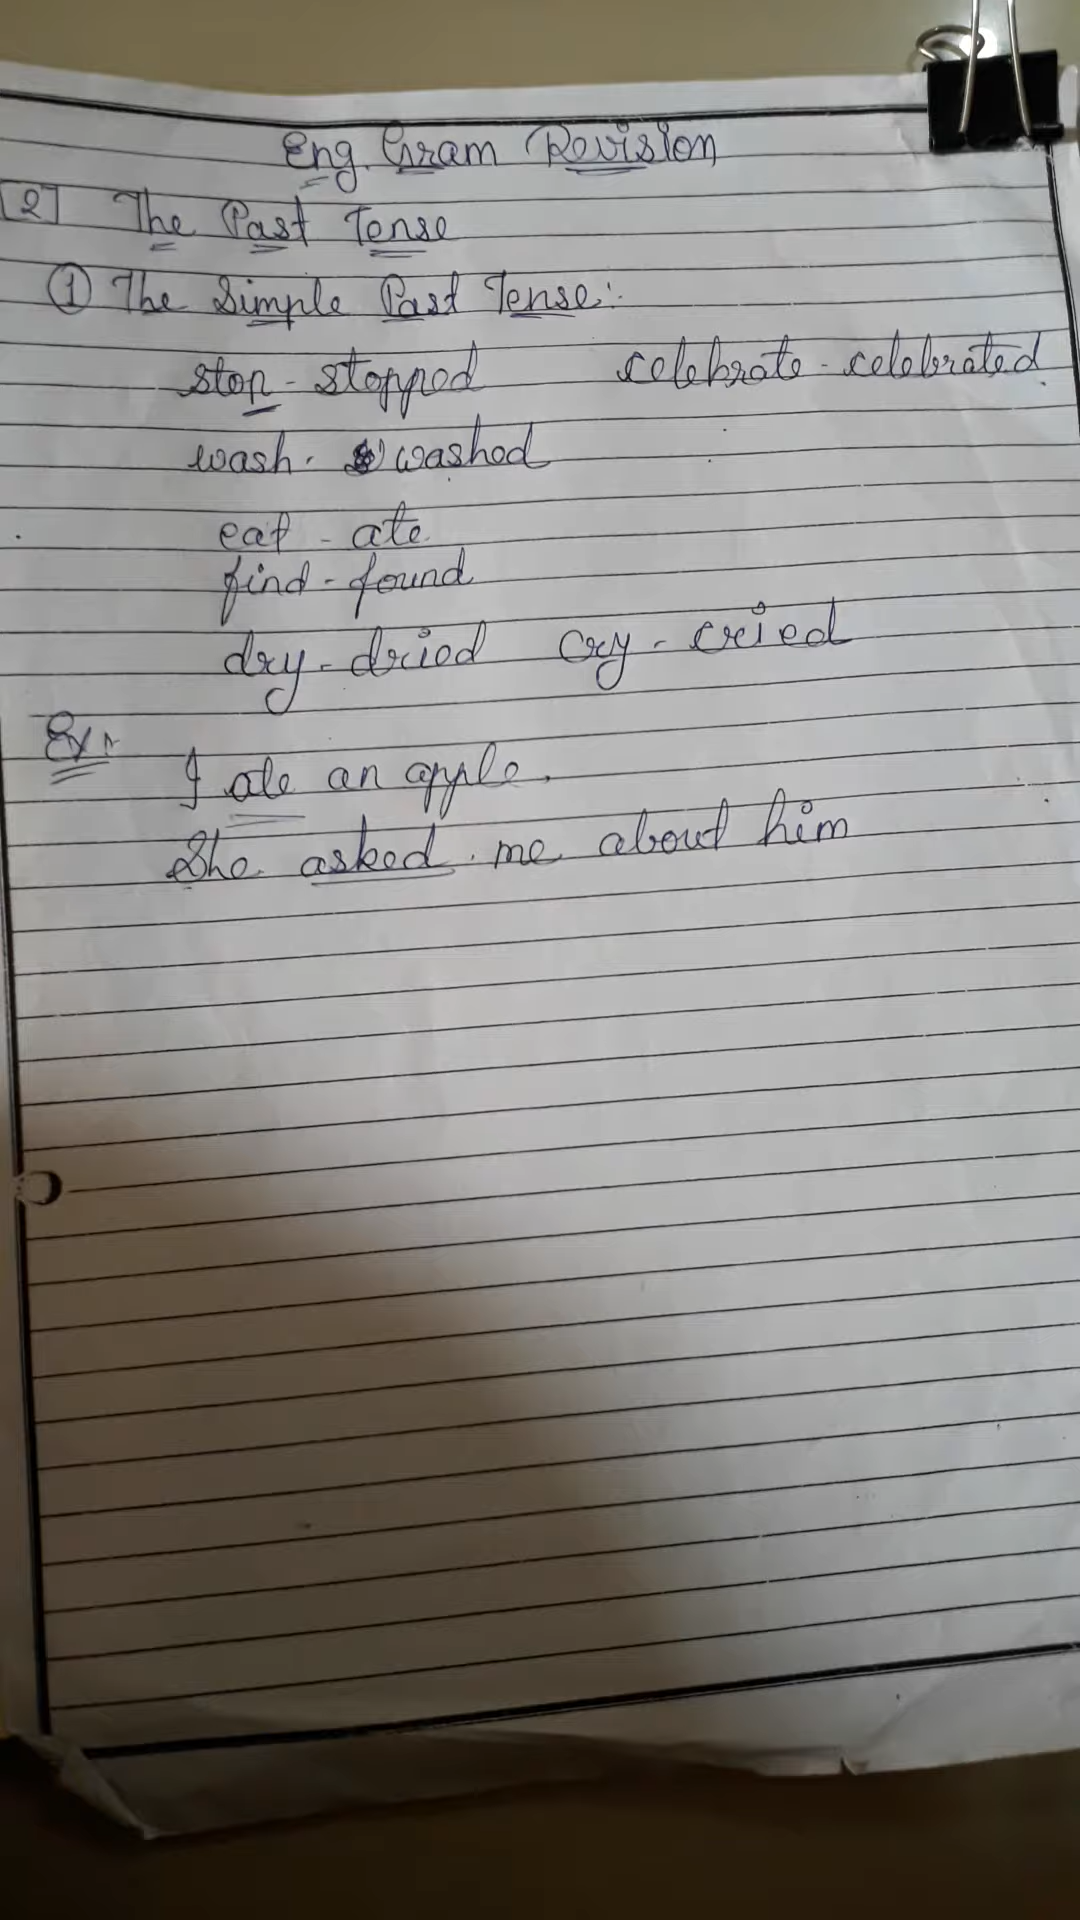 Eng. Gram Revision
[2] The Past Tense
① The Simple Past Tense:
stop - stopped celebrate - celebrated
wash - washed
eat - ate
find - found
dry - dried cry - cried
Ex:
I ate an apple.
She asked me about him